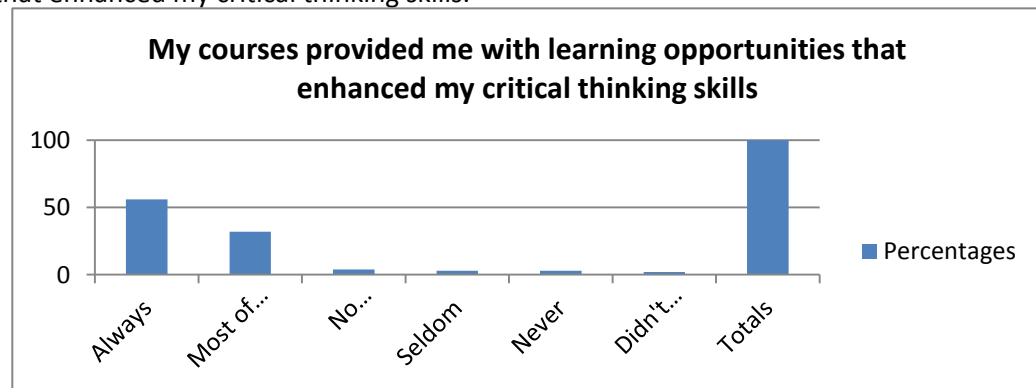 that enhanced my critical thinking skills.
My courses provided me with learning opportunities that
enhanced my critical thinking skills
100
50
0
Always
Most of…
No…
Seldom
Never
Didn't…
Totals
Percentages